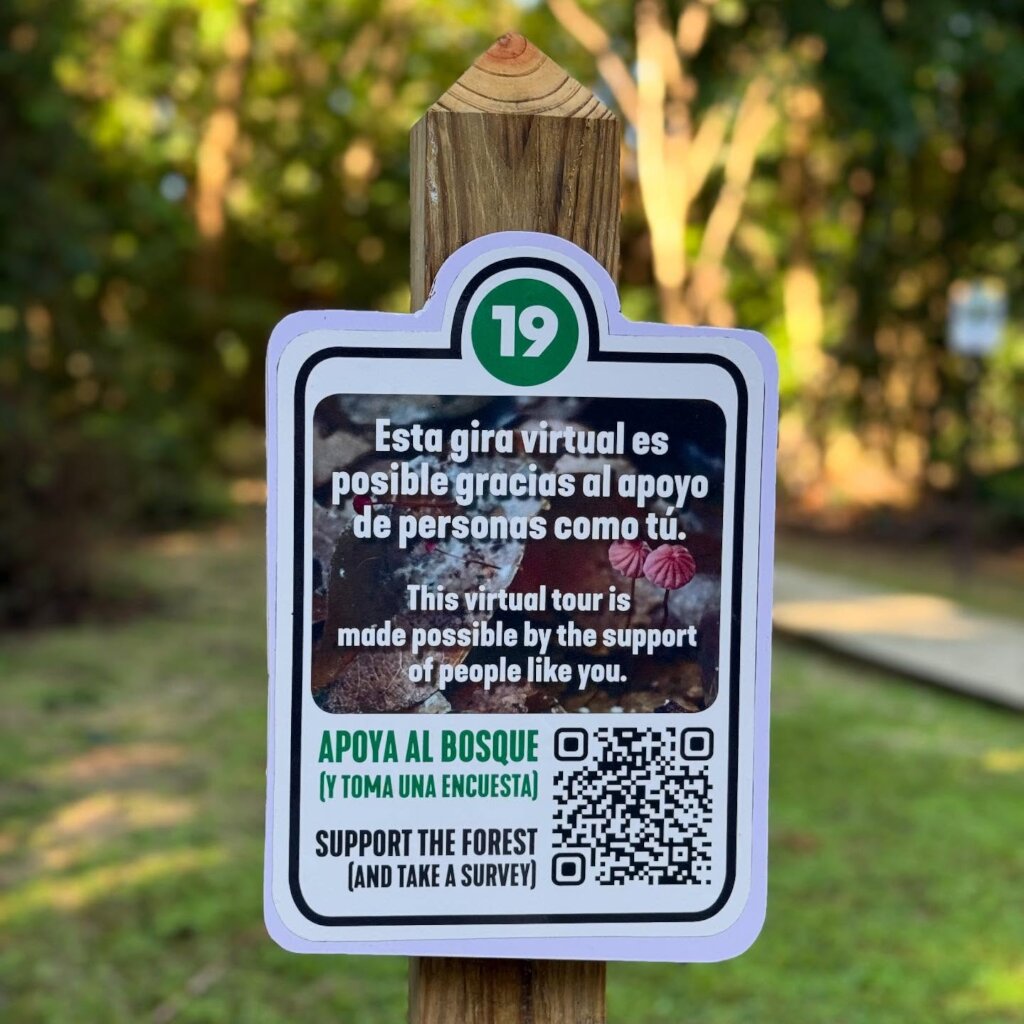 19
Esta gira virtual es
posible gracias al apoyo
de personas como tú.
This virtual tour is
made possible by the support
of people like you.
APOYA AL BOSQUE
(Y TOMA UNA ENCUESTA)
SUPPORT THE FOREST
(AND TAKE A SURVEY)